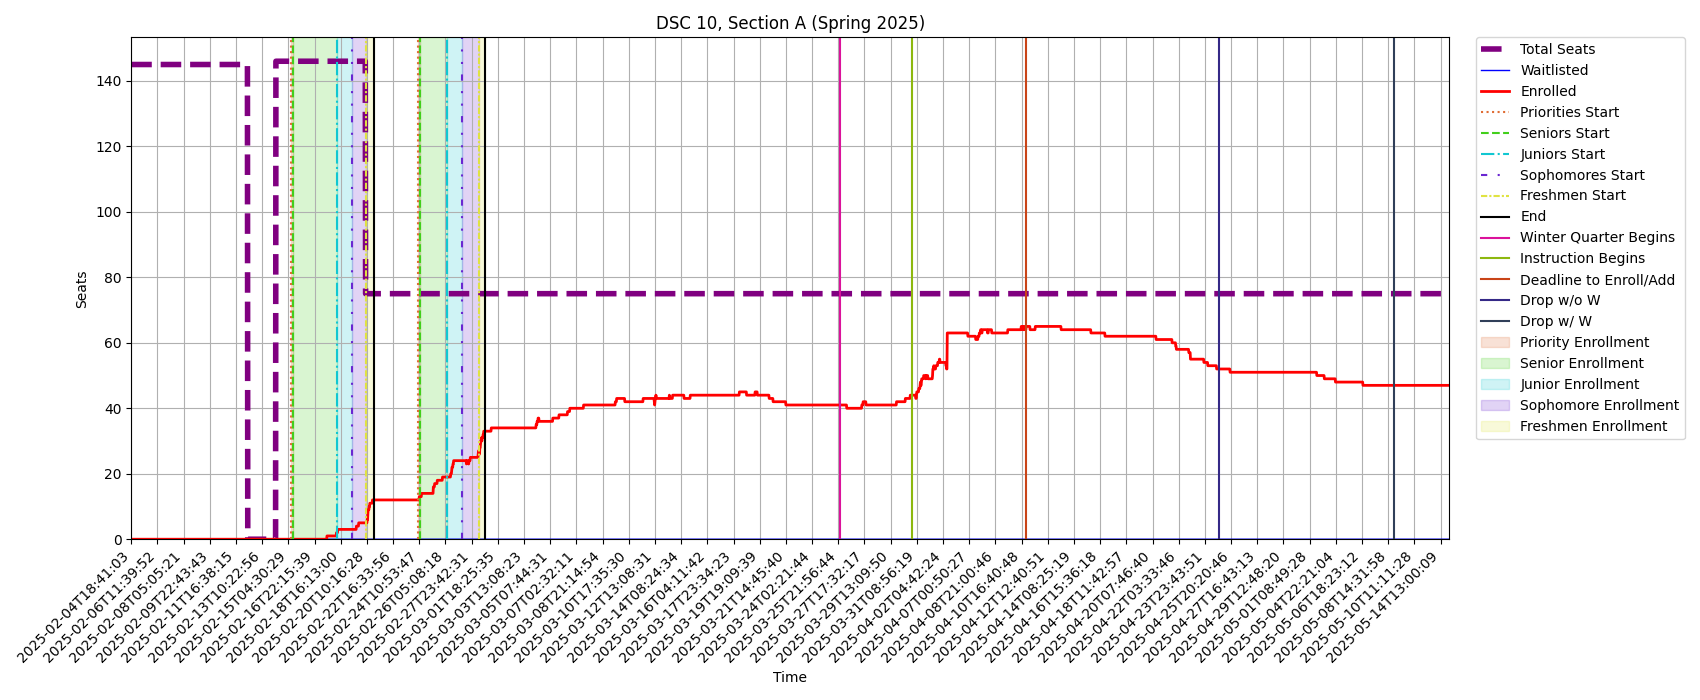 DSC 10, Section A (Spring 2025)
Seats
140
120
100
80
60
40
20
0
2025-02-04T18:41:03
2025-02-06T11:39:52
2025-02-08T05:05:21
2025-02-09T22:43:43
2025-02-11T16:38:15
2025-02-13T10:22:56
2025-02-15T04:30:29
2025-02-16T22:15:39
2025-02-18T16:13:00
2025-02-20T10:16:28
2025-02-22T16:33:56
2025-02-24T10:53:47
2025-02-26T05:08:18
2025-02-27T23:42:31
2025-03-01T18:25:35
2025-03-03T13:08:23
2025-03-05T07:44:31
2025-03-07T02:32:11
2025-03-08T21:14:54
2025-03-10T17:35:30
2025-03-12T13:08:31
2025-03-14T08:24:34
2025-03-16T04:11:42
2025-03-17T23:34:23
2025-03-19T19:09:39
2025-03-21T14:45:40
2025-03-24T02:21:44
2025-03-25T21:56:44
2025-03-27T17:32:17
2025-03-29T13:09:50
2025-03-31T08:56:19
2025-04-02T04:42:24
2025-04-07T00:50:27
2025-04-08T21:00:46
2025-04-10T16:40:48
2025-04-12T12:40:51
2025-04-14T08:25:19
2025-04-16T15:36:18
2025-04-18T11:42:57
2025-04-20T07:46:40
2025-04-22T03:33:46
2025-04-23T23:43:51
2025-04-25T20:20:46
2025-04-27T16:43:13
2025-04-29T12:48:20
2025-05-01T08:49:28
2025-05-04T22:21:04
2025-05-06T18:23:12
2025-05-08T14:31:58
2025-05-10T11:11:28
2025-05-14T13:00:09
Time
Total Seats
Waitlisted
Enrolled
Priorities Start
Seniors Start
Juniors Start
Sophomores Start
Freshmen Start
End
Winter Quarter Begins
Instruction Begins
Deadline to Enroll/Add
Drop w/o W
Drop w/ W
Priority Enrollment
Senior Enrollment
Junior Enrollment
Sophomore Enrollment
Freshmen Enrollment